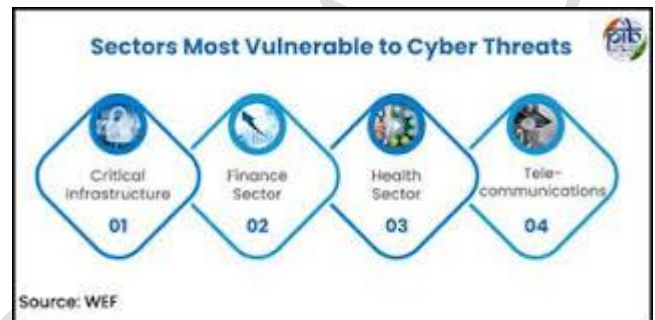 Sectors Most Vulnerable to Cyber Threats
Critical
Infrastructure
01
Finance
Sector
02
Health
Sector
03
Tele-
communications
04
Source: WEF